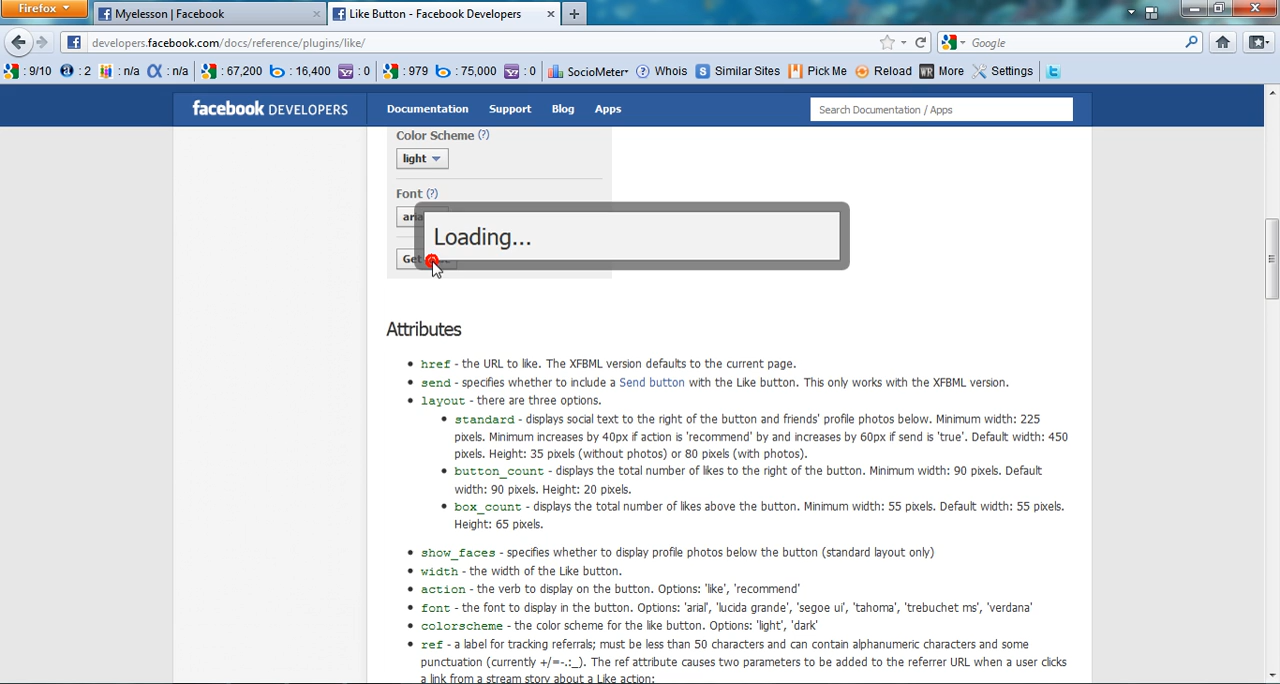 Firefox
Myelesson | Facebook
Like Button - Facebook Developers
developers.facebook.com/docs/reference/plugins/like/
Google
: 9/10 : 2 : n/a : n/a : 67,200 : 16,400 : 0 : 979 : 75,000 : 0 SocioMeter Whois Similar Sites Pick Me Reload More Settings
facebook DEVELOPERS Documentation Support Blog Apps
Search Documentation / Apps
Color Scheme (?)
light
Font (?)
Loading...
Get
Attributes
href - the URL to like. The XFBML version defaults to the current page.
send - specifies whether to include a Send button with the Like button. This only works with the XFBML version.
layout - there are three options.
standard - displays social text to the right of the button and friends' profile photos below. Minimum width: 225
pixels. Minimum increases by 40px if action is 'recommend' by and increases by 60px if send is 'true'. Default width: 450
pixels. Height: 35 pixels (without photos) or 80 pixels (with photos).
button_count - displays the total number of likes to the right of the button. Minimum width: 90 pixels. Default
width: 90 pixels. Height: 20 pixels.
box_count - displays the total number of likes above the button. Minimum width: 55 pixels. Default width: 55 pixels.
Height: 65 pixels.
show_faces - specifies whether to display profile photos below the button (standard layout only)
width - the width of the Like button.
action - the verb to display on the button. Options: 'like', 'recommend'
font - the font to display in the button. Options: 'arial', 'lucida grande', 'segoe ui', 'tahoma', 'trebuchet ms', 'verdana'
colorscheme - the color scheme for the like button. Options: 'light', 'dark'
ref - a label for tracking referrals; must be less than 50 characters and can contain alphanumeric characters and some
punctuation (currently +/=-.:_). The ref attribute causes two parameters to be added to the referrer URL when a user clicks
a link from a stream story about a Like action: